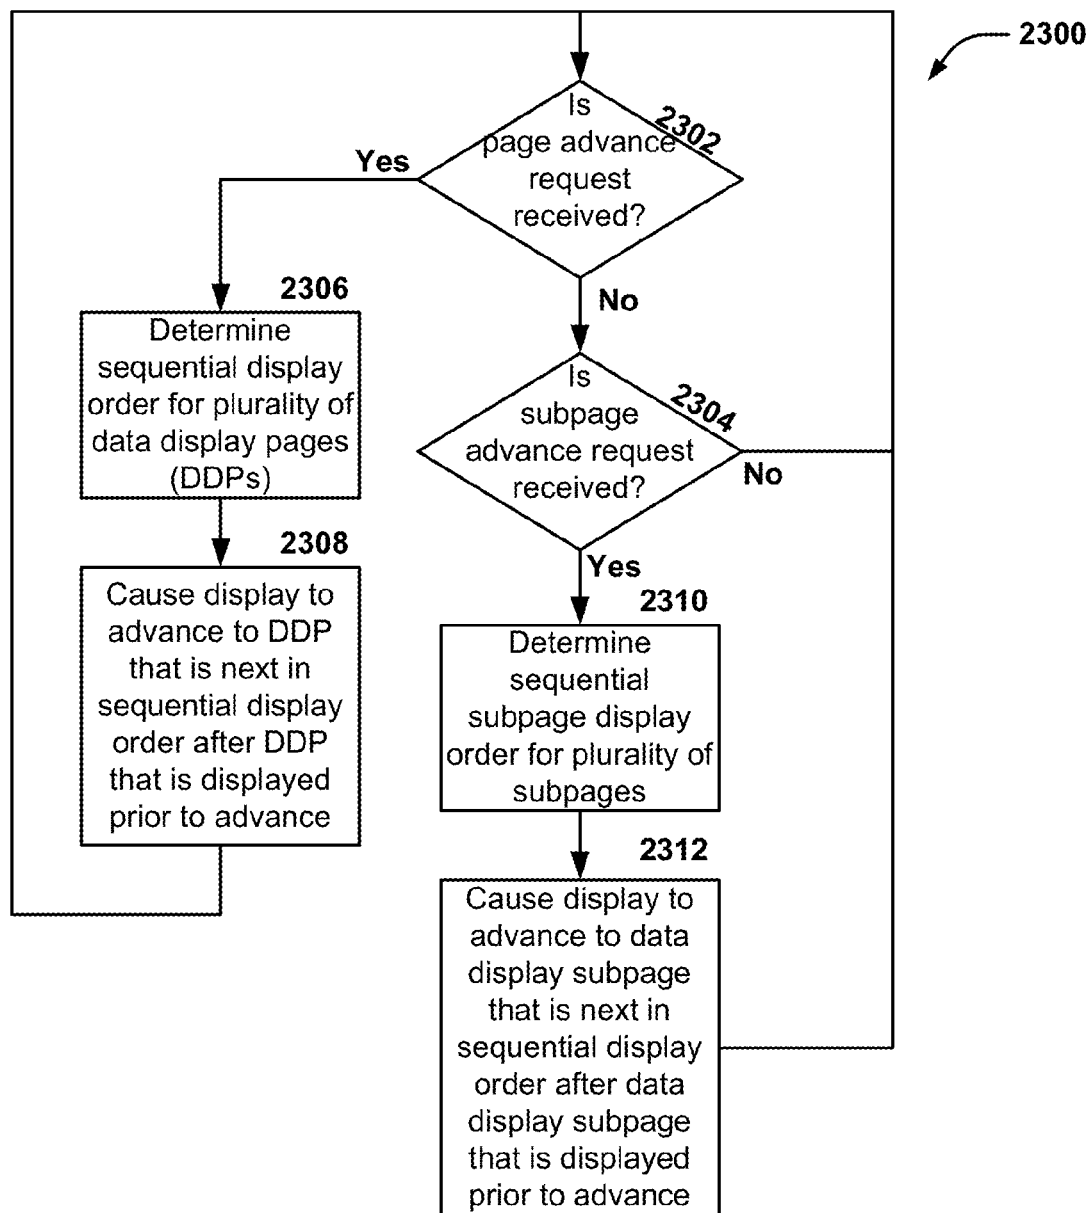 2300
Is
page advance
request
received?
2302
Yes
No
2306
Determine
sequential display
order for plurality of
data display pages
(DDPs)
Is
subpage
advance request
received?
2304
No
Yes
2308
Cause display to
advance to DDP
that is next in
sequential display
order after DDP
that is displayed
prior to advance
2310
Determine
sequential
subpage display
order for plurality of
subpages
2312
Cause display to
advance to data
display subpage
that is next in
sequential display
order after data
display subpage
that is displayed
prior to advance